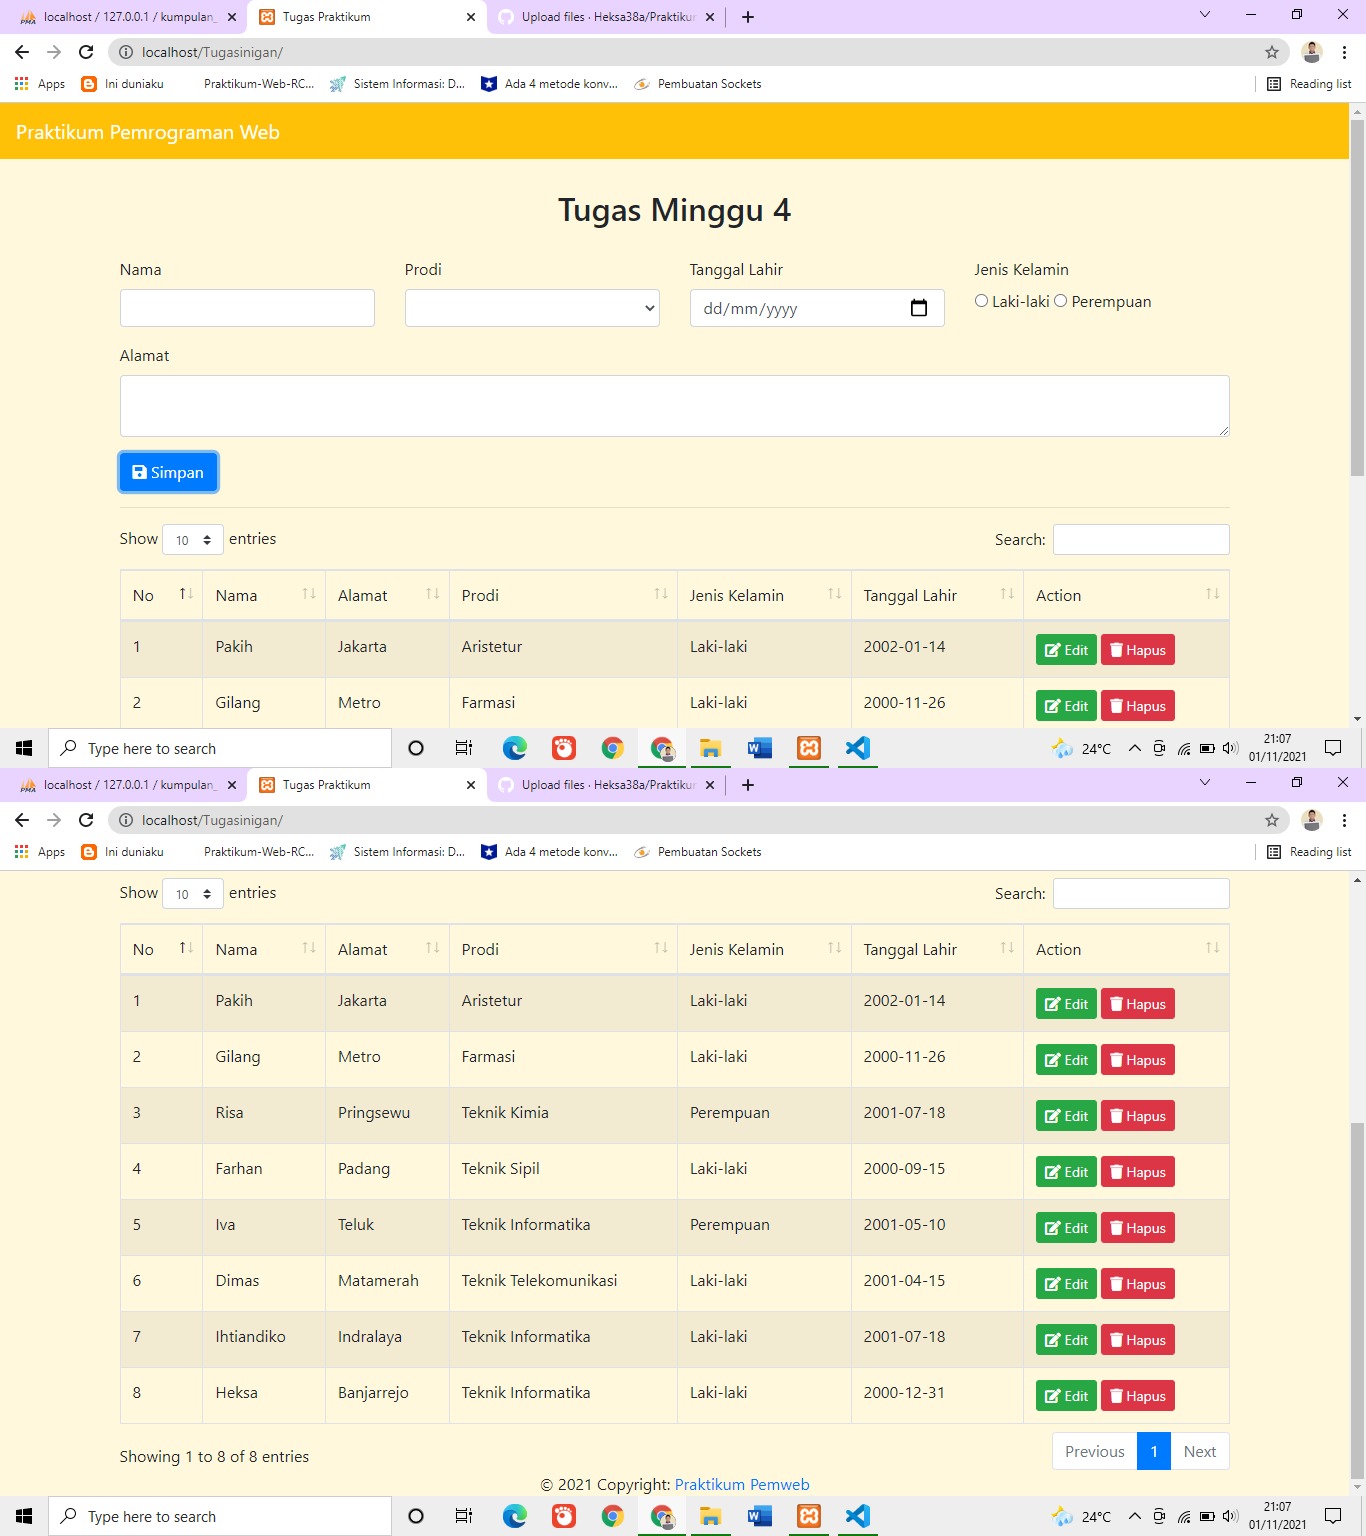 localhost / 127.0.0.1 / kumpulan_
Tugas Praktikum
Upload files · Heksa38a/Praktikum
localhost/Tugasinigan/
Apps
Ini duniaku
Praktikum-Web-RC...
Sistem Informasi: D...
Ada 4 metode konv...
Pembuatan Sockets
Reading list
Praktikum Pemrograman Web
Tugas Minggu 4
Nama Prodi Tanggal Lahir Jenis Kelamin
dd/mm/yyyy Laki-laki Perempuan
Alamat
Simpan
Show 10 entries Search:
No Nama Alamat Prodi Jenis Kelamin Tanggal Lahir Action
1 Pakih Jakarta Aristetur Laki-laki 2002-01-14 Edit Hapus
2 Gilang Metro Farmasi Laki-laki 2000-11-26 Edit Hapus
Type here to search
24°C
21:07
01/11/2021
localhost / 127.0.0.1 / kumpulan_
Tugas Praktikum
Upload files · Heksa38a/Praktikum
localhost/Tugasinigan/
Apps
Ini duniaku
Praktikum-Web-RC...
Sistem Informasi: D...
Ada 4 metode konv...
Pembuatan Sockets
Reading list
Show 10 entries Search:
No Nama Alamat Prodi Jenis Kelamin Tanggal Lahir Action
1 Pakih Jakarta Aristetur Laki-laki 2002-01-14 Edit Hapus
2 Gilang Metro Farmasi Laki-laki 2000-11-26 Edit Hapus
3 Risa Pringsewu Teknik Kimia Perempuan 2001-07-18 Edit Hapus
4 Farhan Padang Teknik Sipil Laki-laki 2000-09-15 Edit Hapus
5 Iva Teluk Teknik Informatika Perempuan 2001-05-10 Edit Hapus
6 Dimas Matamerah Teknik Telekomunikasi Laki-laki 2001-04-15 Edit Hapus
7 Ihtiandiko Indralaya Teknik Informatika Laki-laki 2001-07-18 Edit Hapus
8 Heksa Banjarrejo Teknik Informatika Laki-laki 2000-12-31 Edit Hapus
Showing 1 to 8 of 8 entries Previous 1 Next
© 2021 Copyright: Praktikum Pemweb
Type here to search
24°C
21:07
01/11/2021